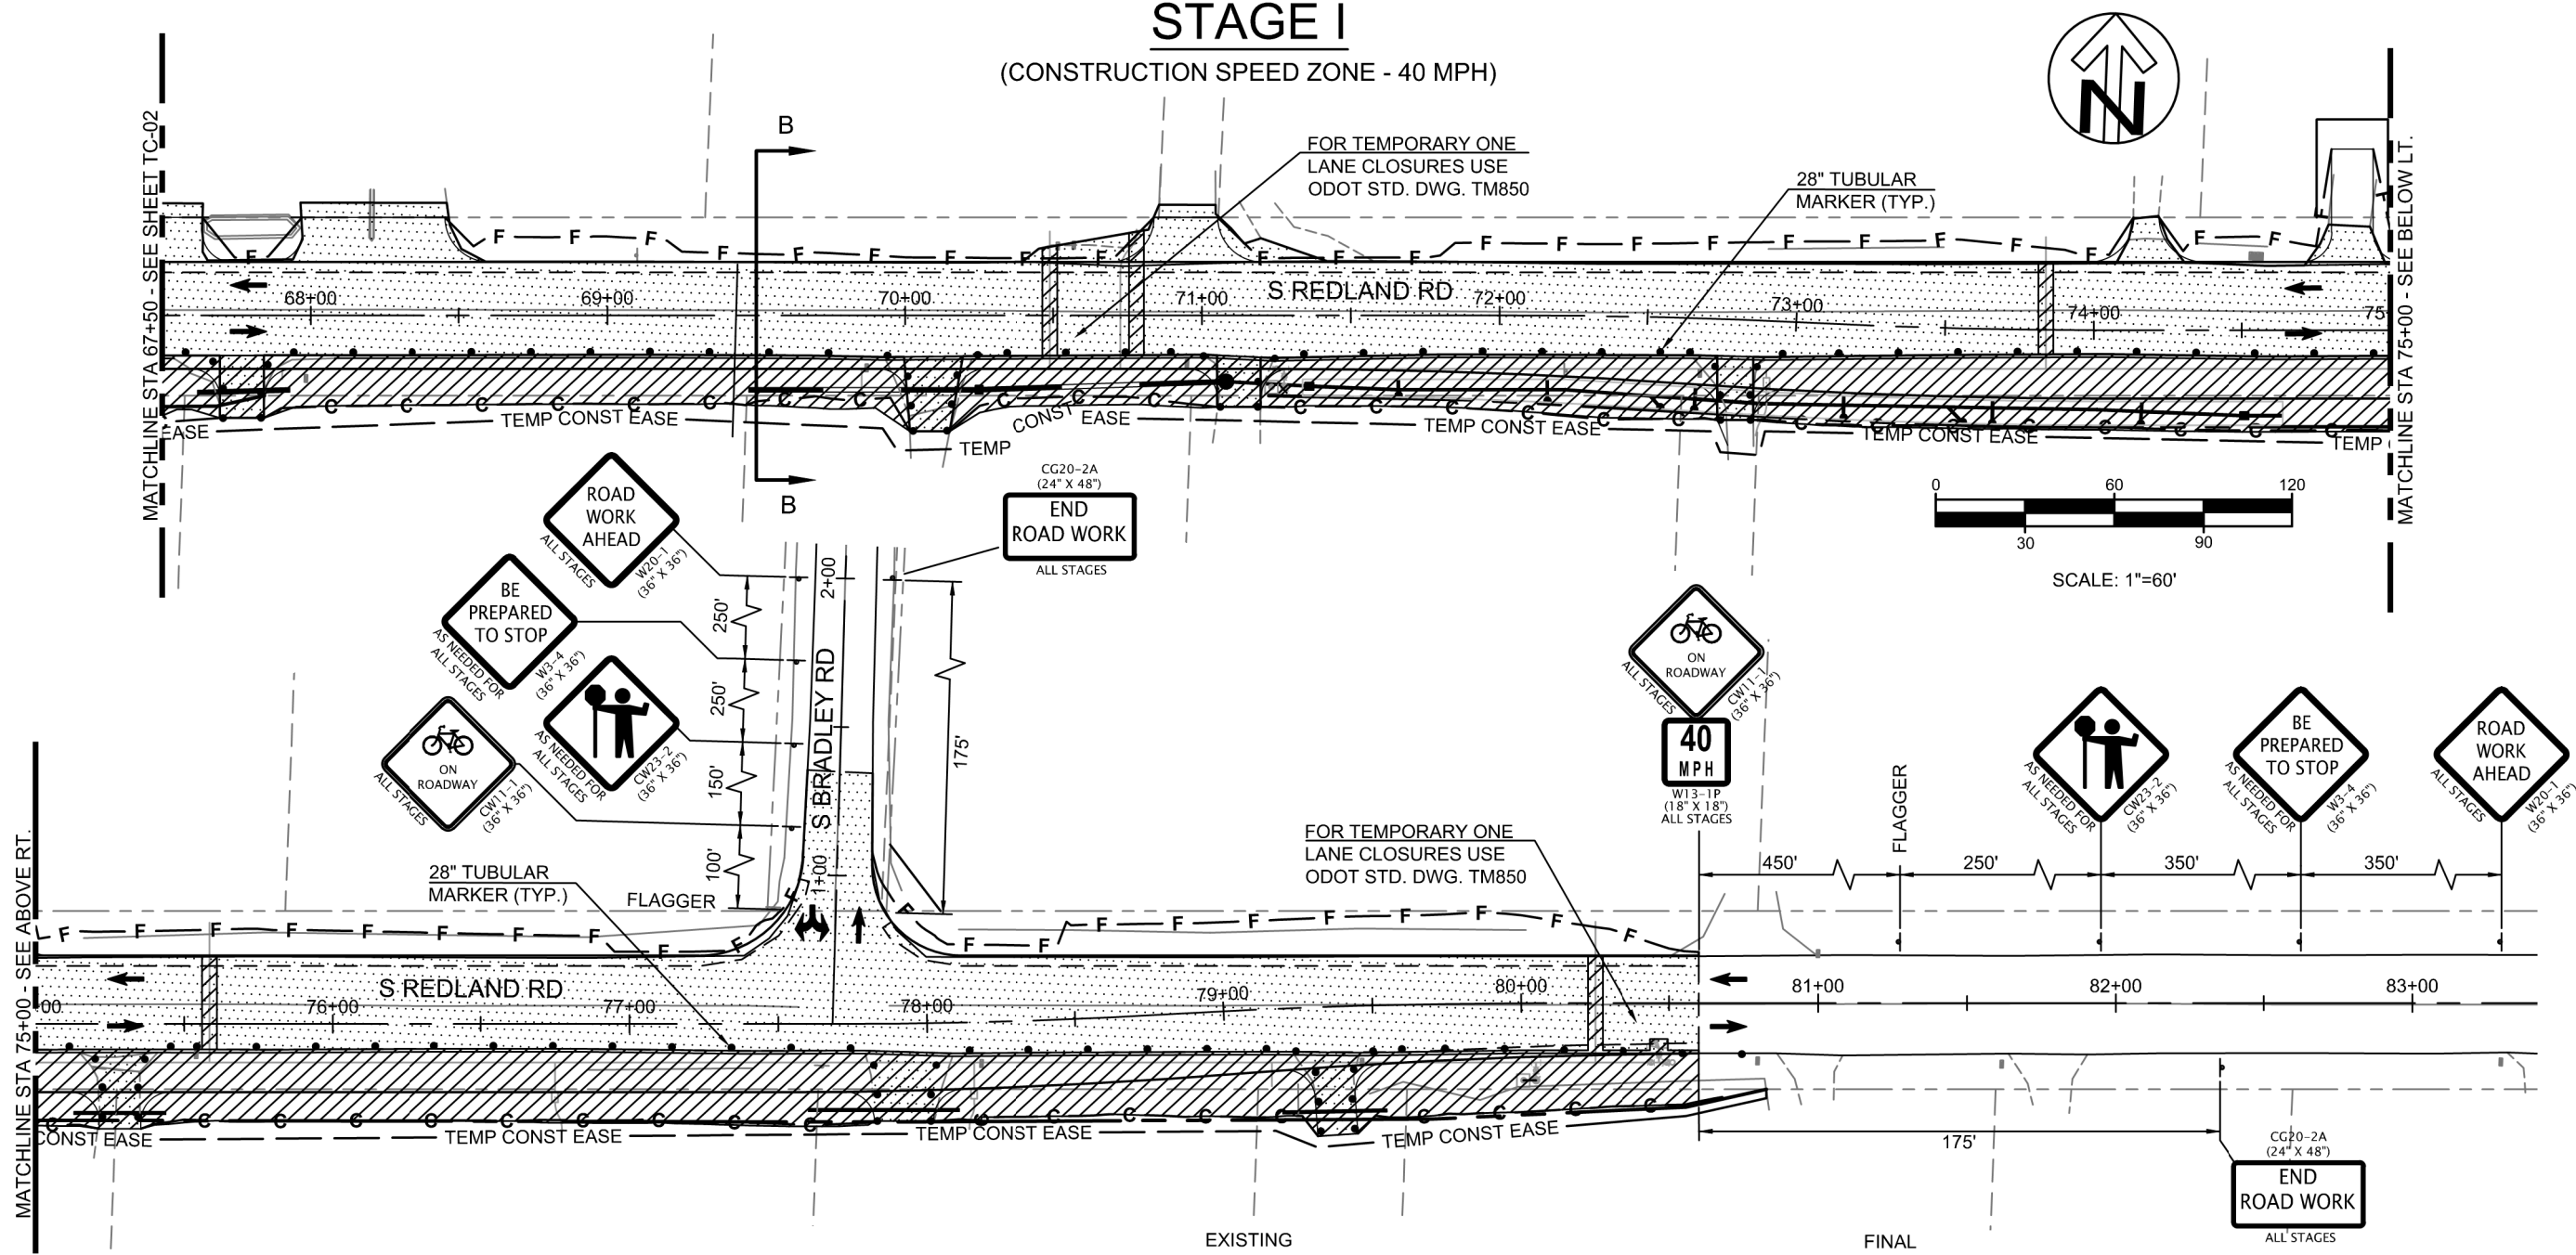 STAGE I
(CONSTRUCTION SPEED ZONE - 40 MPH)
N
MATCHLINE STA 67+50 - SEE SHEET TC-02
B
FOR TEMPORARY ONE
LANE CLOSURES USE
ODOT STD. DWG. TM850
28" TUBULAR
MARKER (TYP.)
MATCHLINE STA 75+00 - SEE BELOW LT.
F F F F F F F F F F F F F F F F F F F F F F F F F F
68+00
69+00
70+00
71+00
S REDLAND RD
72+00
73+00
74+00
75
C C C C C C C C C C C C C C C C C C C C C C C C C C
EASE
TEMP CONST EASE
TEMP
CONST
EASE
TEMP CONST EASE
TEMP CONST EASE
TEMP
B
0 60 120
30 90
SCALE: 1"=60'
ROAD
WORK
AHEAD
ALL STAGES
W20-1
(36" X 36")
CG20-2A
(24" X 48")
END
ROAD WORK
ALL STAGES
BE
PREPARED
TO STOP
AS NEEDED FOR
ALL STAGES
W3-4
(36" X 36")
AS NEEDED FOR
ALL STAGES
CW23-2
(36" X 36")
ON
ROADWAY
ALL STAGES
CW11-1
(36" X 36")
250'
250'
150'
100'
2+00
S BRADLEY RD
1+00
175'
ON
ROADWAY
ALL STAGES
CW11-1
(36" X 36")
40
MPH
W13-1P
(18" X 18")
ALL STAGES
FLAGGER
AS NEEDED FOR
ALL STAGES
CW23-2
(36" X 36")
BE
PREPARED
TO STOP
AS NEEDED FOR
ALL STAGES
W3-4
(36" X 36")
ROAD
WORK
AHEAD
ALL STAGES
W20-1
(36" X 36")
450'
250'
350'
350'
MATCHLINE STA 75+00 - SEE ABOVE RT.
28" TUBULAR
MARKER (TYP.)
FLAGGER
FOR TEMPORARY ONE
LANE CLOSURES USE
ODOT STD. DWG. TM850
F F F F F F F F F F F F F F F F F F F F F
00
S REDLAND RD
76+00
77+00
78+00
79+00
80+00
81+00
82+00
83+00
C C C C C C C C C C C C C C C C C C C C C C
CONST EASE
TEMP CONST EASE
TEMP CONST EASE
TEMP CONST EASE
175'
CG20-2A
(24" X 48")
END
ROAD WORK
ALL STAGES
EXISTING
FINAL